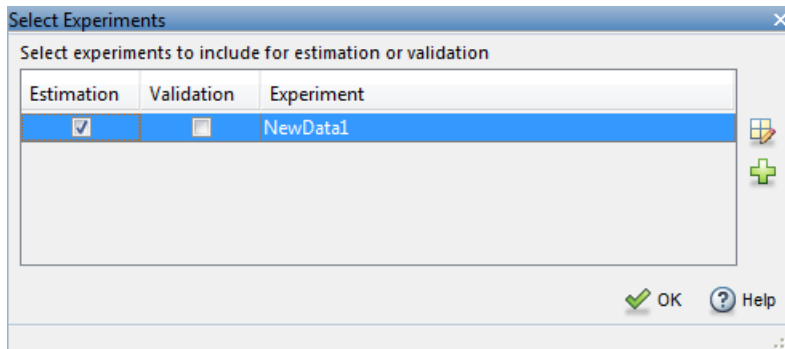 Select Experiments
Select experiments to include for estimation or validation
Estimation Validation Experiment
NewData1
OK Help